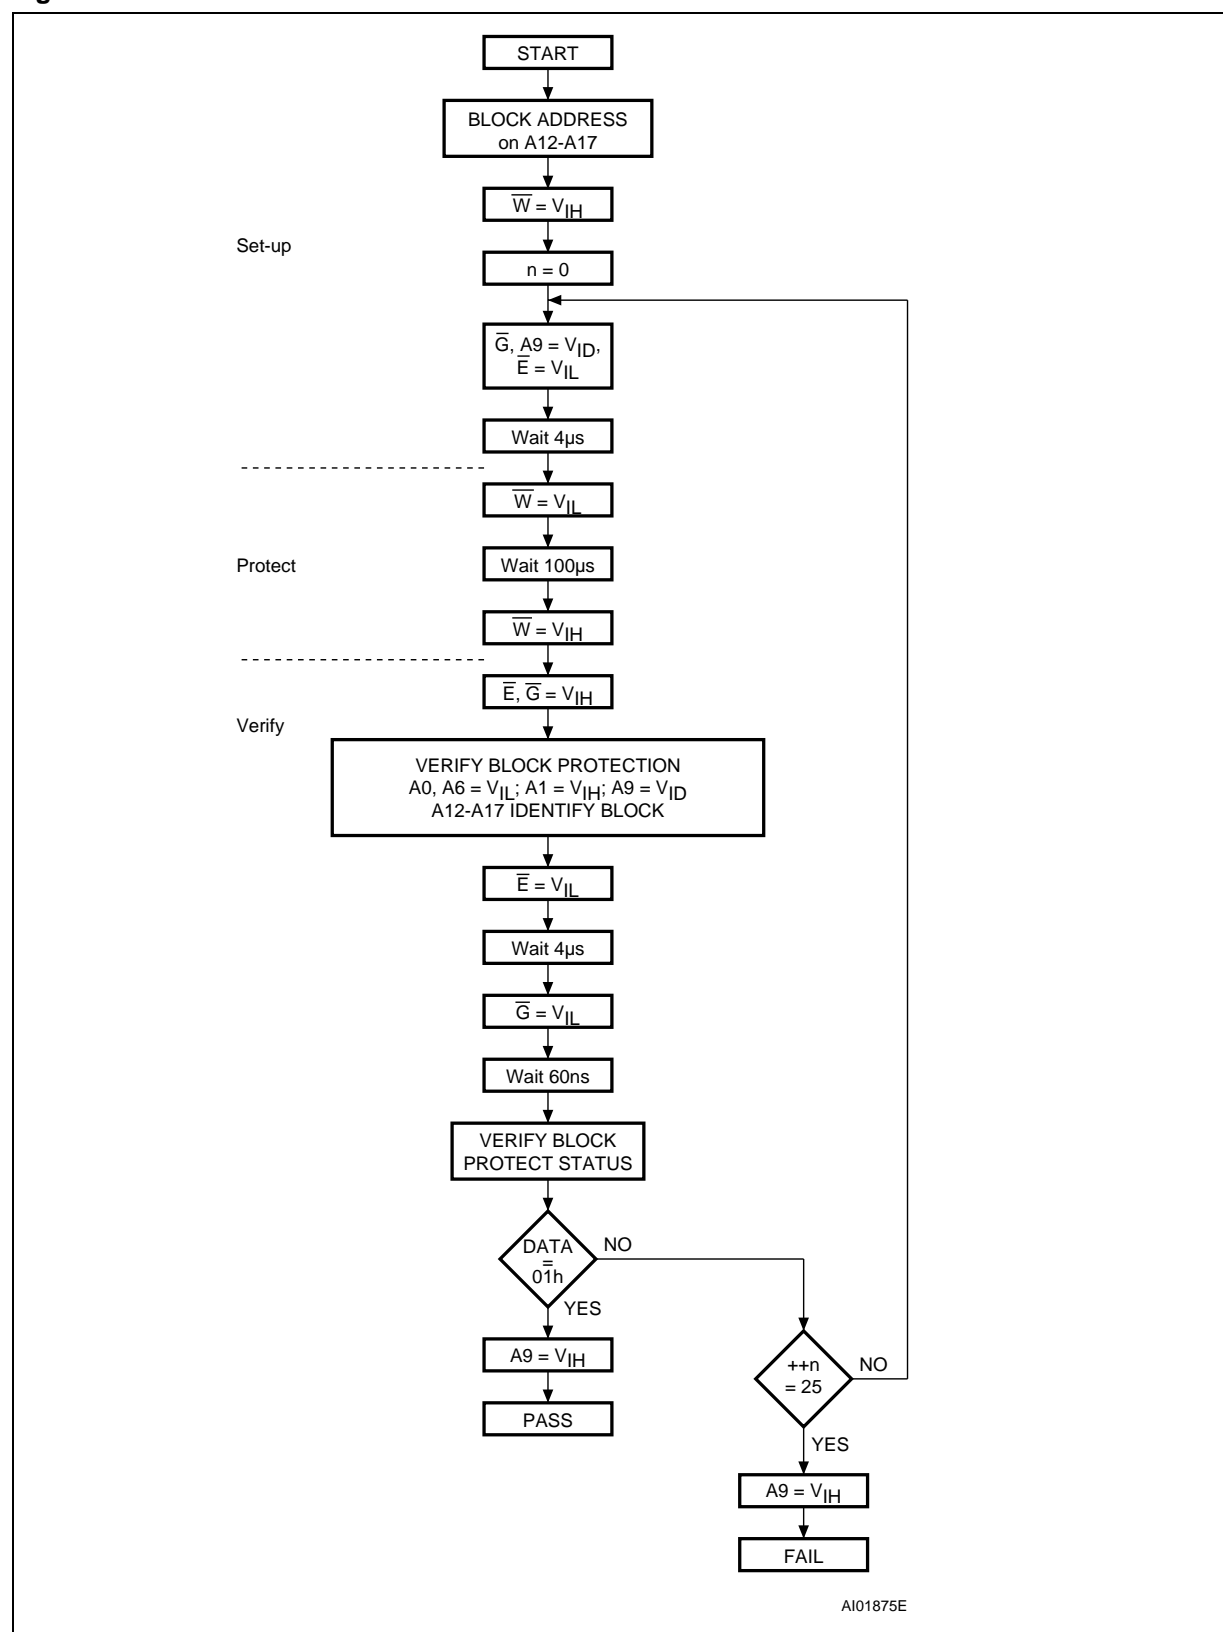 START
BLOCK ADDRESS
on A12-A17
W̅ = VIH
Set-up
n = 0
G̅, A9 = VID,
E̅ = VIL
Wait 4µs
W̅ = VIL
Protect
Wait 100µs
W̅ = VIH
E̅, G̅ = VIH
Verify
VERIFY BLOCK PROTECTION
A0, A6 = VIL; A1 = VIH; A9 = VID
A12-A17 IDENTIFY BLOCK
E̅ = VIL
Wait 4µs
G̅ = VIL
Wait 60ns
VERIFY BLOCK
PROTECT STATUS
DATA
=
01h
NO
YES
A9 = VIH
PASS
++n
= 25
NO
YES
A9 = VIH
FAIL
AI01875E